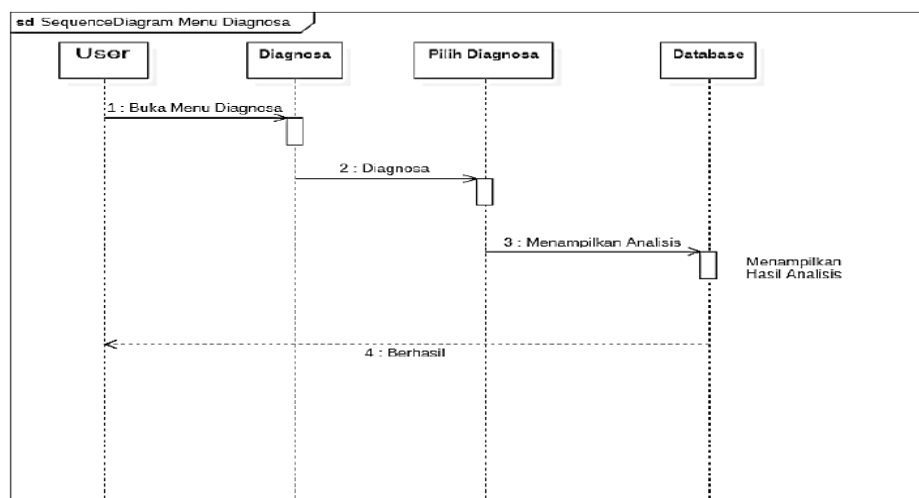 sd SequenceDiagram Menu Diagnosa
User
Diagnosa
Pilih Diagnosa
Database
1 : Buka Menu Diagnosa
2 : Diagnosa
3 : Menampilkan Analisis
Menampilkan
Hasil Analisis
4 : Berhasil